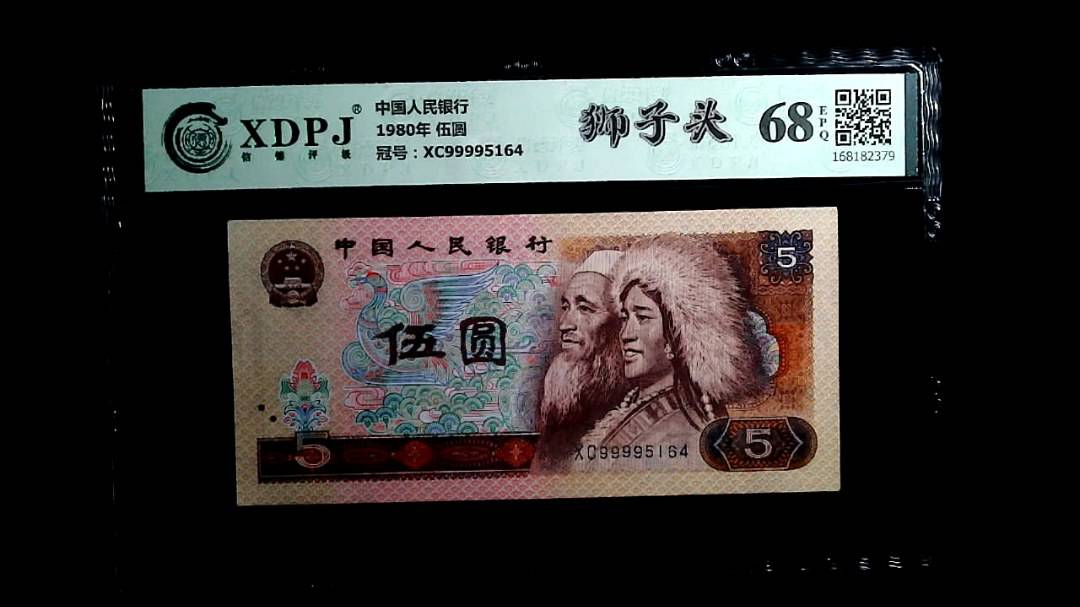 XDPJ®
信德评级
中国人民银行
1980年 伍圆
冠号：XC99995164
狮子头
68
EPQ
168182379
中国人民银行
5
伍圆
5
XC99995164
5